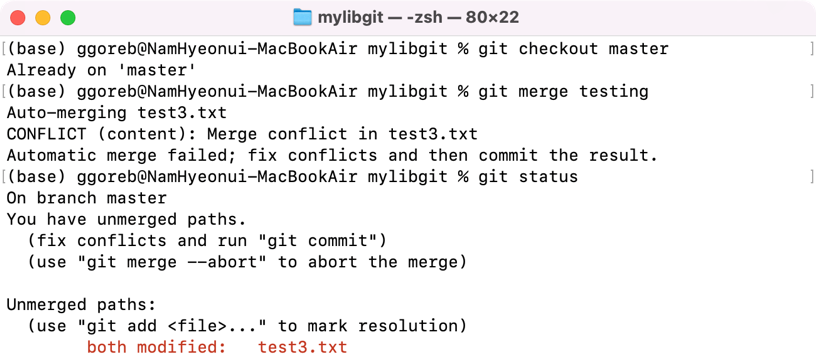 mylibgit — -zsh — 80×22
[(base) ggoreb@NamHyeonui-MacBookAir mylibgit % git checkout master ]
Already on 'master'
[(base) ggoreb@NamHyeonui-MacBookAir mylibgit % git merge testing ]
Auto-merging test3.txt
CONFLICT (content): Merge conflict in test3.txt
Automatic merge failed; fix conflicts and then commit the result.
[(base) ggoreb@NamHyeonui-MacBookAir mylibgit % git status ]
On branch master
You have unmerged paths.
  (fix conflicts and run "git commit")
  (use "git merge --abort" to abort the merge)

Unmerged paths:
  (use "git add <file>..." to mark resolution)
        both modified:   test3.txt